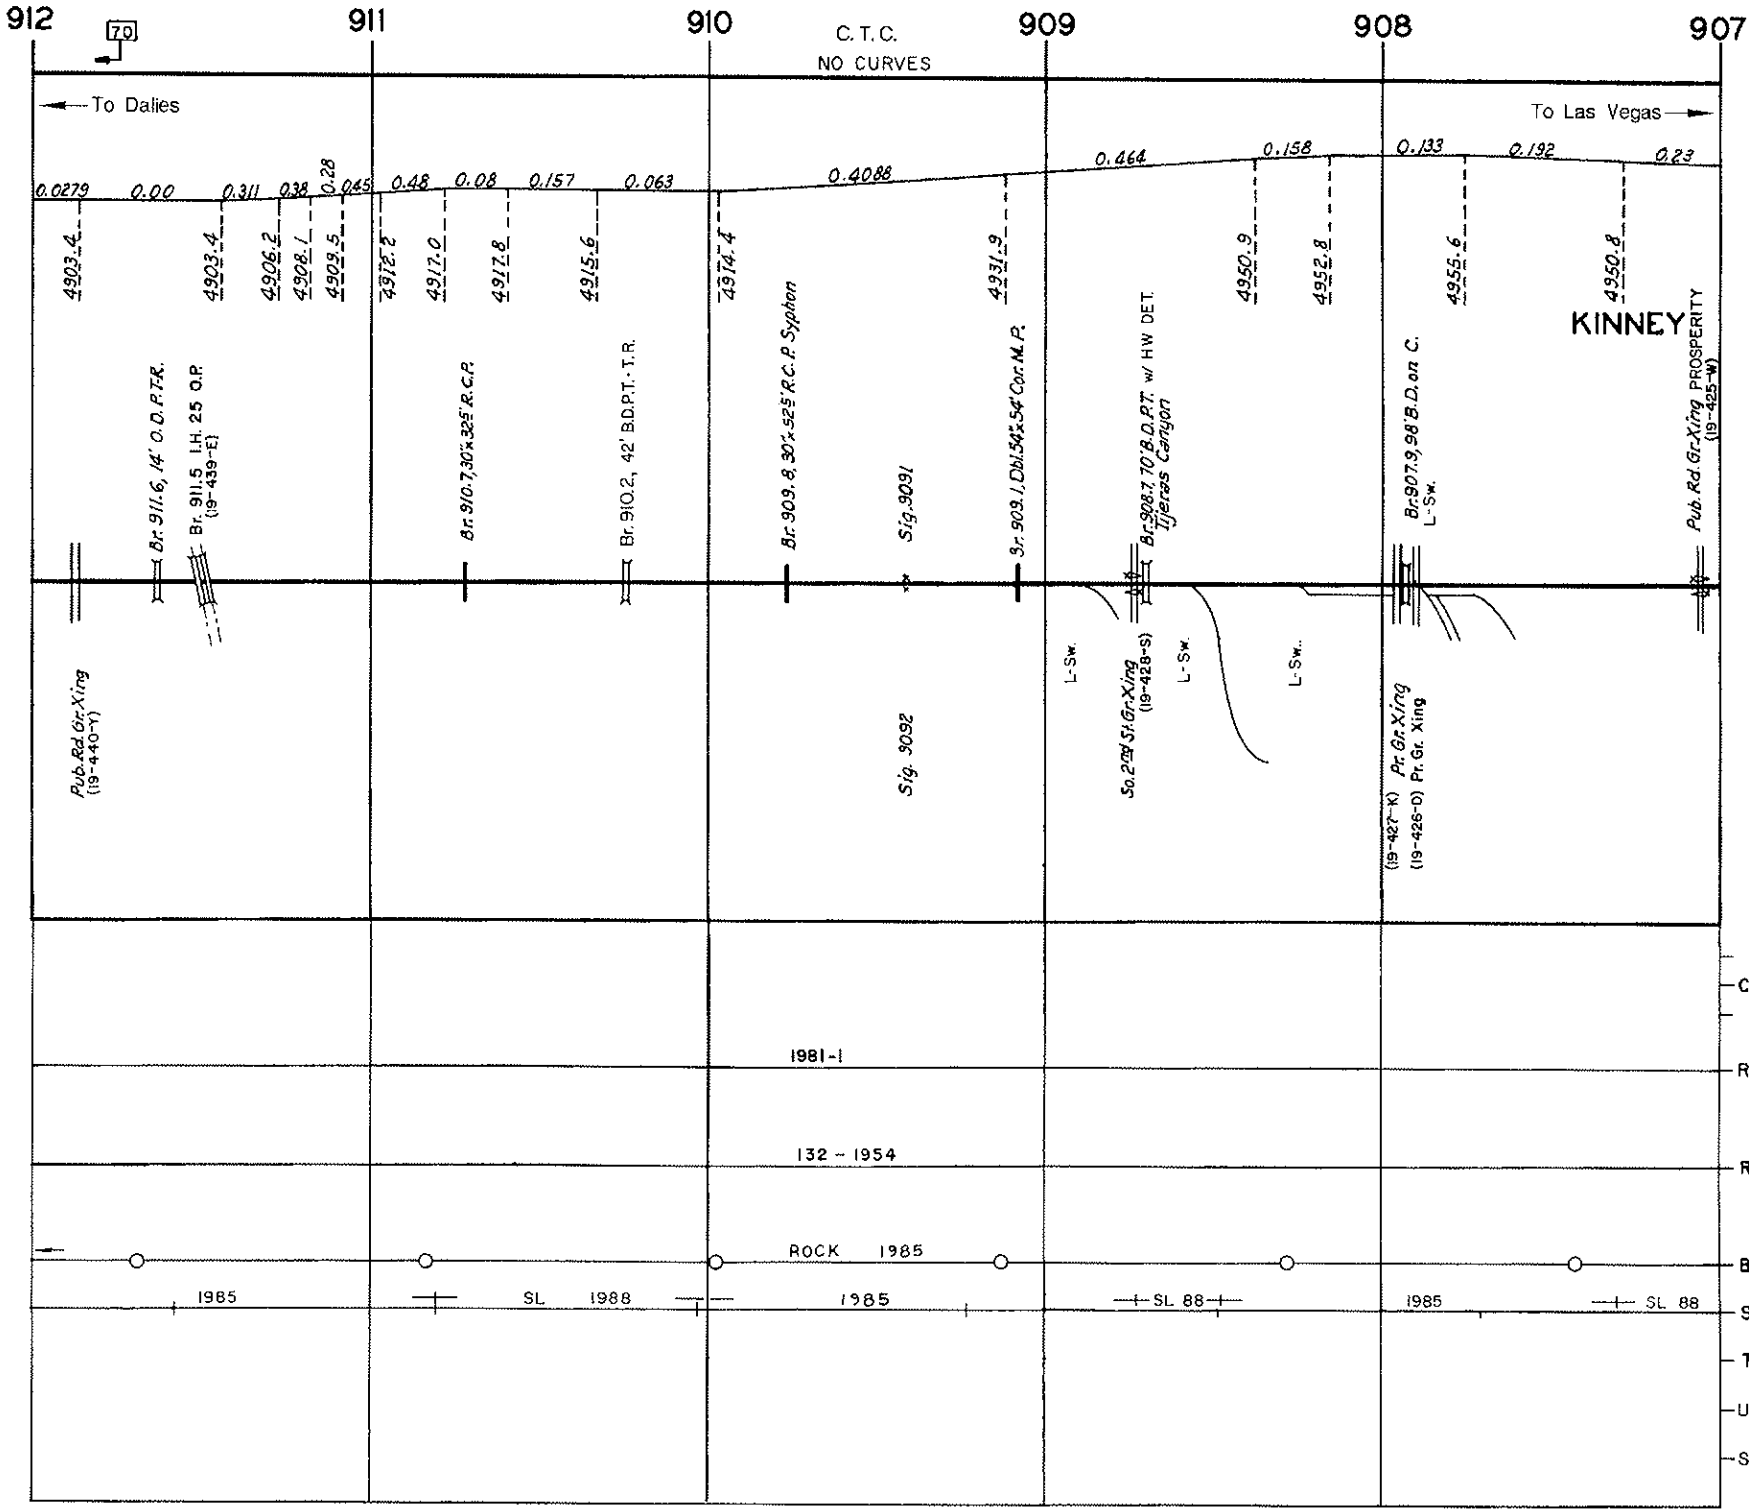 912
70
911
910
C.T.C.
NO CURVES
909
908
907
To Dalies
To Las Vegas
0.0279
0.00
0.311
0.38
0.28
0.45
0.48
0.08
0.157
0.063
0.4088
0.464
0.158
0.133
0.192
0.23
4903.4
4903.4
4906.2
4908.1
4909.5
4912.2
4917.0
4917.8
4915.6
4914.4
4931.9
4950.9
4952.8
4955.6
4950.8
KINNEY
Br. 911.6, 14' O.D.P.T.R.
Br. 911.5 I.H. 25 O.P.
(19-439-E)
Br. 910.7, 30"x32' R.C.P.
Br. 910.2, 42' B.D.P.T.-T.R.
Br. 909.8, 30"x52' R.C.P. Syphon
Sig. 9091
Br. 909.1, Dbl. 54"x54' Cor. M.P.
Br. 908.7, 70' B.D.P.T. w/ HW DET.
Tijeras Canyon
Br. 907.9, 98' B.D. on C.
L-Sw.
Pub. Rd. Gr. Xing PROSPERITY
(19-425-W)
Pub. Rd. Gr. Xing
(19-440-Y)
Sig. 9092
L-Sw.
So. 2nd St. Gr. Xing
(19-428-S)
L-Sw.
L-Sw.
(19-427-K) Pr. Gr. Xing
(19-426-D) Pr. Gr. Xing
C
1981-1
R
132 - 1954
R
ROCK 1985
B
1985
SL 1988
1985
SL 88
1985
SL 88
S
T
U
S